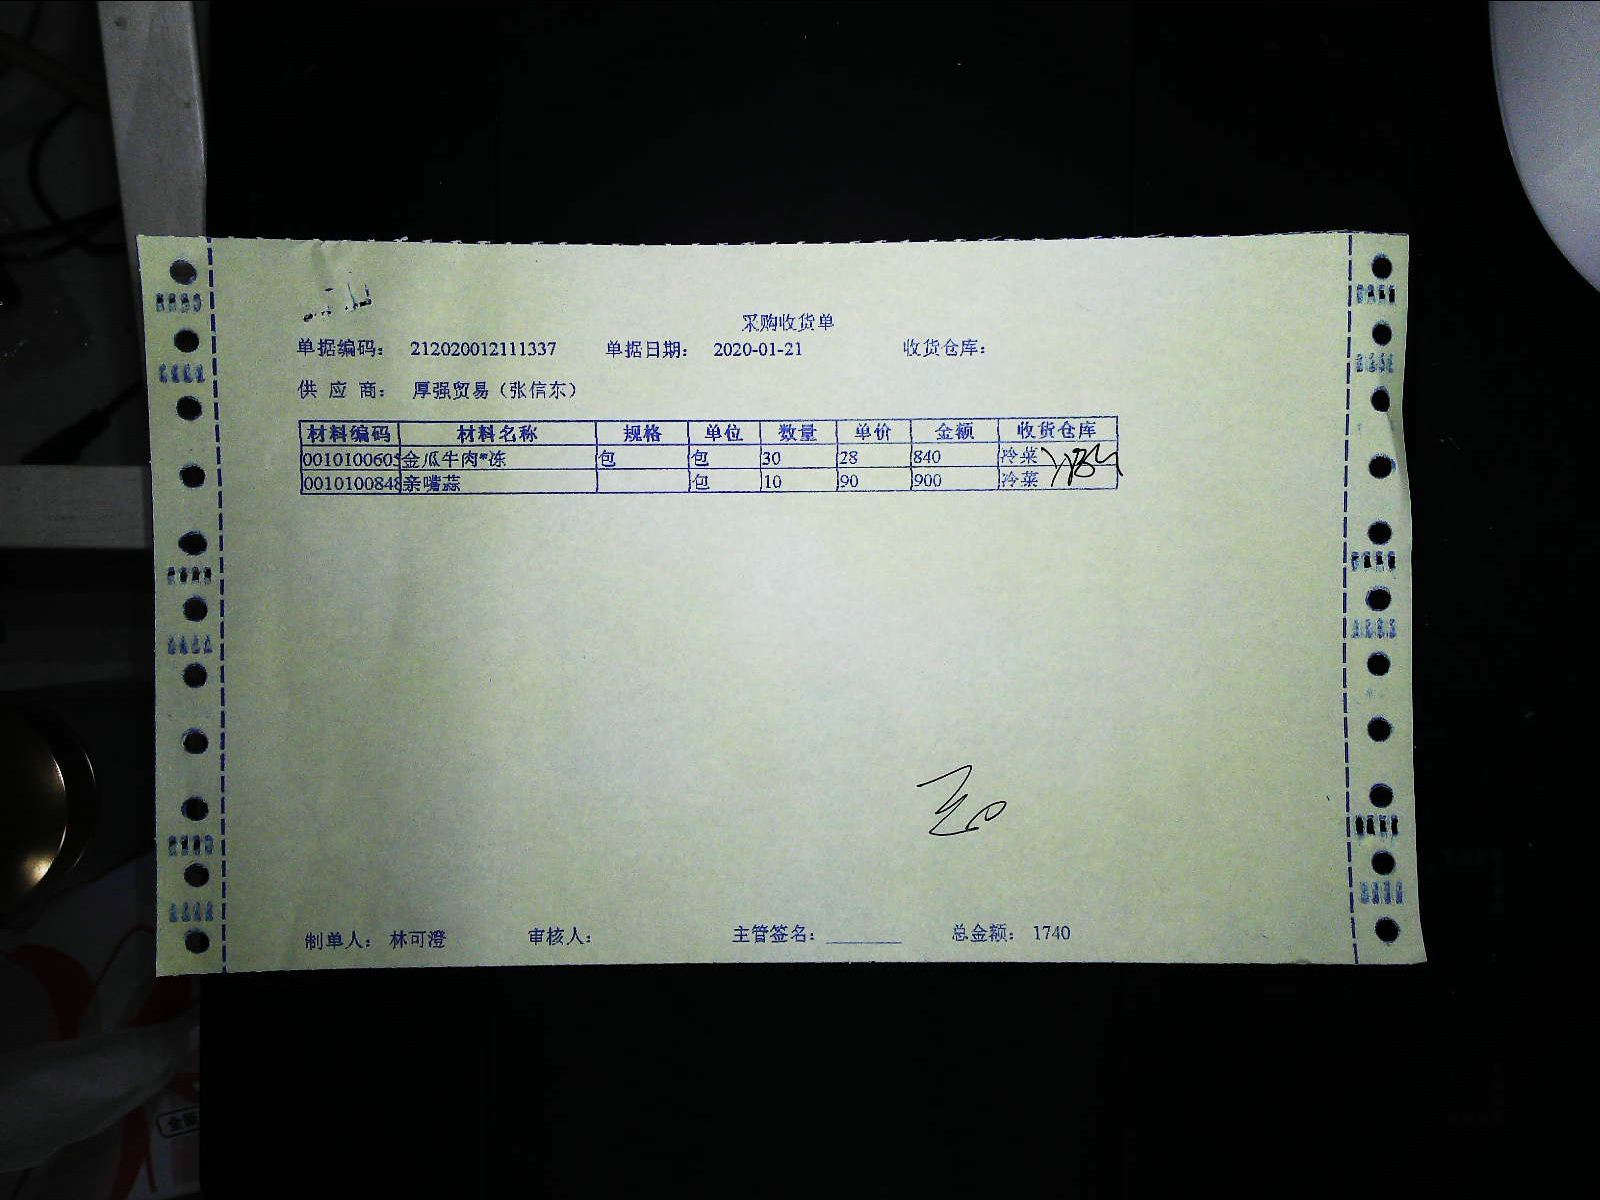 采购收货单
单据编码： 212020012111337 单据日期： 2020-01-21 收货仓库：
供 应 商： 厚强贸易（张信东）
材料编码 材料名称 规格 单位 数量 单价 金额 收货仓库
0010100605 金瓜牛肉*冻 包 包 30 28 840 冷菜
0010100848 亲嘴蒜 包 10 90 900 冷菜
制单人： 林可澄 审核人： 主管签名： 总金额： 1740